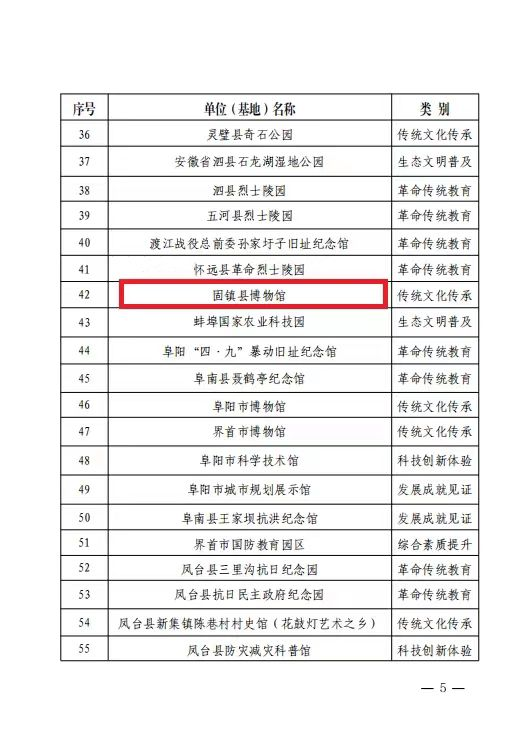 序号 单位（基地）名称 类 别
36 灵璧县奇石公园 传统文化传承
37 安徽省泗县石龙湖湿地公园 生态文明普及
38 泗县烈士陵园 革命传统教育
39 五河县烈士陵园 革命传统教育
40 渡江战役总前委孙家圩子旧址纪念馆 革命传统教育
41 怀远县革命烈士陵园 革命传统教育
42 固镇县博物馆 传统文化传承
43 蚌埠国家农业科技园 生态文明普及
44 阜阳“四·九”暴动旧址纪念馆 革命传统教育
45 阜南县聂鹤亭纪念馆 革命传统教育
46 阜阳市博物馆 传统文化传承
47 界首市博物馆 传统文化传承
48 阜阳市科学技术馆 科技创新体验
49 阜阳市城市规划展示馆 发展成就见证
50 阜南县王家坝抗洪纪念馆 发展成就见证
51 界首市国防教育园区 综合素质提升
52 凤台县三里沟抗日纪念园 革命传统教育
53 凤台县抗日民主政府纪念园 革命传统教育
54 凤台县新集镇陈巷村村史馆（花鼓灯艺术之乡） 传统文化传承
55 凤台县防灾减灾科普馆 科技创新体验
— 5 —